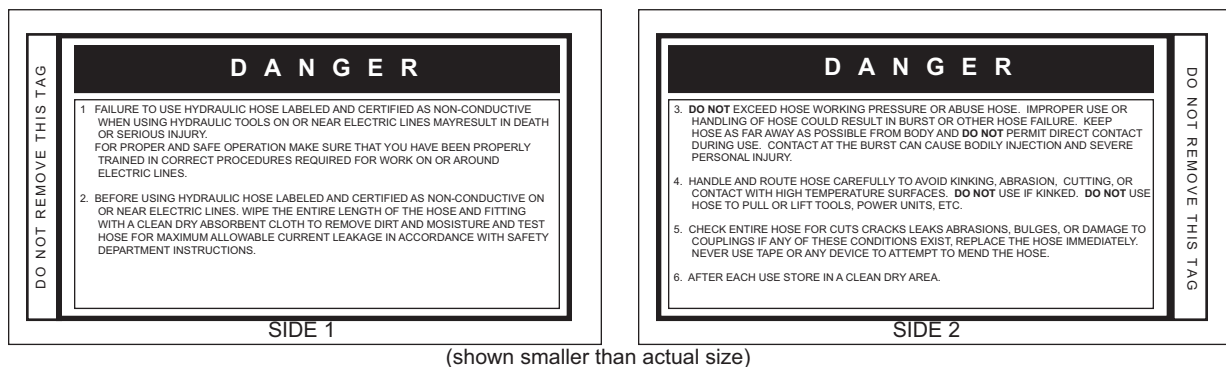 DO NOT REMOVE THIS TAG
D A N G E R
1 FAILURE TO USE HYDRAULIC HOSE LABELED AND CERTIFIED AS NON-CONDUCTIVE
WHEN USING HYDRAULIC TOOLS ON OR NEAR ELECTRIC LINES MAYRESULT IN DEATH
OR SERIOUS INJURY.
FOR PROPER AND SAFE OPERATION MAKE SURE THAT YOU HAVE BEEN PROPERLY
TRAINED IN CORRECT PROCEDURES REQUIRED FOR WORK ON OR AROUND
ELECTRIC LINES.
2. BEFORE USING HYDRAULIC HOSE LABELED AND CERTIFIED AS NON-CONDUCTIVE ON
OR NEAR ELECTRIC LINES. WIPE THE ENTIRE LENGTH OF THE HOSE AND FITTING
WITH A CLEAN DRY ABSORBENT CLOTH TO REMOVE DIRT AND MOSISTURE AND TEST
HOSE FOR MAXIMUM ALLOWABLE CURRENT LEAKAGE IN ACCORDANCE WITH SAFETY
DEPARTMENT INSTRUCTIONS.
SIDE 1
D A N G E R
3. DO NOT EXCEED HOSE WORKING PRESSURE OR ABUSE HOSE. IMPROPER USE OR
HANDLING OF HOSE COULD RESULT IN BURST OR OTHER HOSE FAILURE. KEEP
HOSE AS FAR AWAY AS POSSIBLE FROM BODY AND DO NOT PERMIT DIRECT CONTACT
DURING USE. CONTACT AT THE BURST CAN CAUSE BODILY INJECTION AND SEVERE
PERSONAL INJURY.
4. HANDLE AND ROUTE HOSE CAREFULLY TO AVOID KINKING, ABRASION, CUTTING, OR
CONTACT WITH HIGH TEMPERATURE SURFACES. DO NOT USE IF KINKED. DO NOT USE
HOSE TO PULL OR LIFT TOOLS, POWER UNITS, ETC.
5. CHECK ENTIRE HOSE FOR CUTS CRACKS LEAKS ABRASIONS, BULGES, OR DAMAGE TO
COUPLINGS IF ANY OF THESE CONDITIONS EXIST, REPLACE THE HOSE IMMEDIATELY.
NEVER USE TAPE OR ANY DEVICE TO ATTEMPT TO MEND THE HOSE.
6. AFTER EACH USE STORE IN A CLEAN DRY AREA.
DO NOT REMOVE THIS TAG
SIDE 2
(shown smaller than actual size)